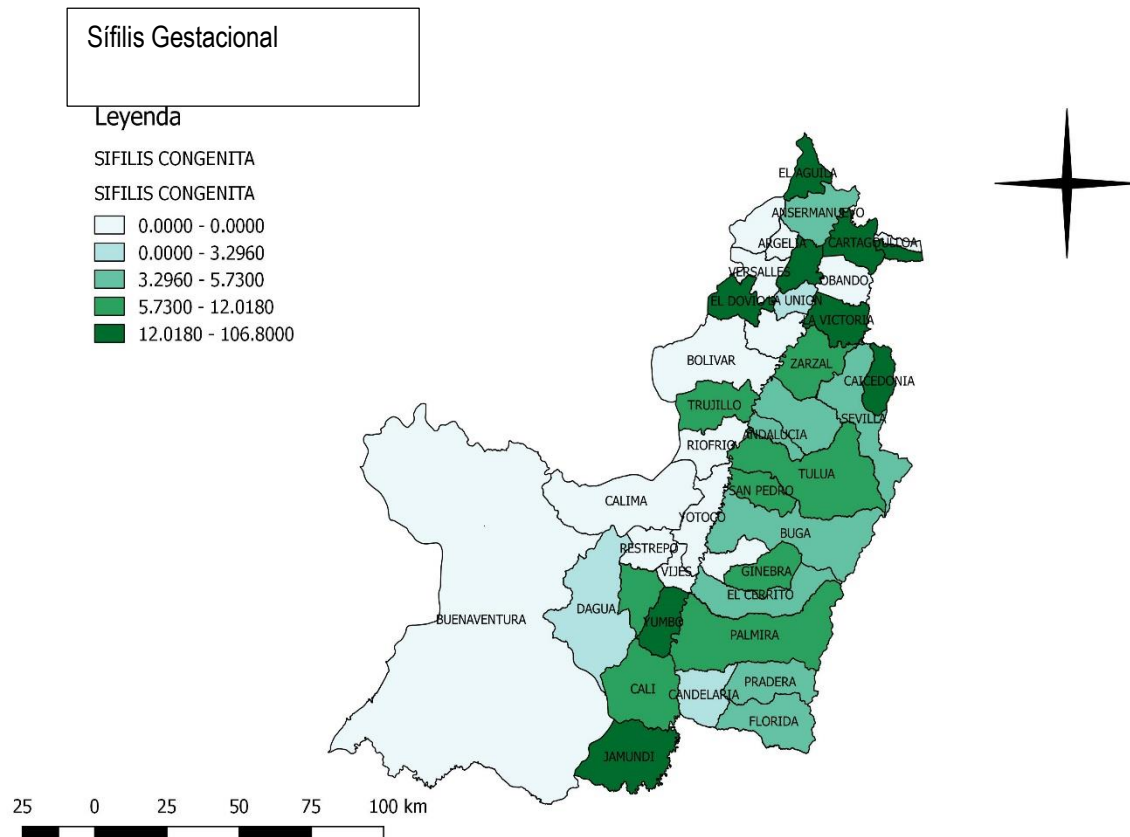 Sífilis Gestacional
Leyenda
SIFILIS CONGENITA
SIFILIS CONGENITA
0.0000 - 0.0000
0.0000 - 3.2960
3.2960 - 5.7300
5.7300 - 12.0180
12.0180 - 106.8000
EL AGUILA
ANSERMANUEVO
ARGELIA
CARTAGO
ULLOA
VERSALLES
OBANDO
EL DOVIO
LA UNION
LA VICTORIA
BOLIVAR
ZARZAL
CAICEDONIA
TRUJILLO
SEVILLA
ANDALUCIA
RIOFRIO
TULUA
SAN PEDRO
CALIMA
YOTOCO
BUGA
RESTREPO
VIJES
GINEBRA
EL CERRITO
DAGUA
BUENAVENTURA
YUMBO
PALMIRA
CALI
CANDELARIA
PRADERA
FLORIDA
JAMUNDI
25 0 25 50 75 100 km